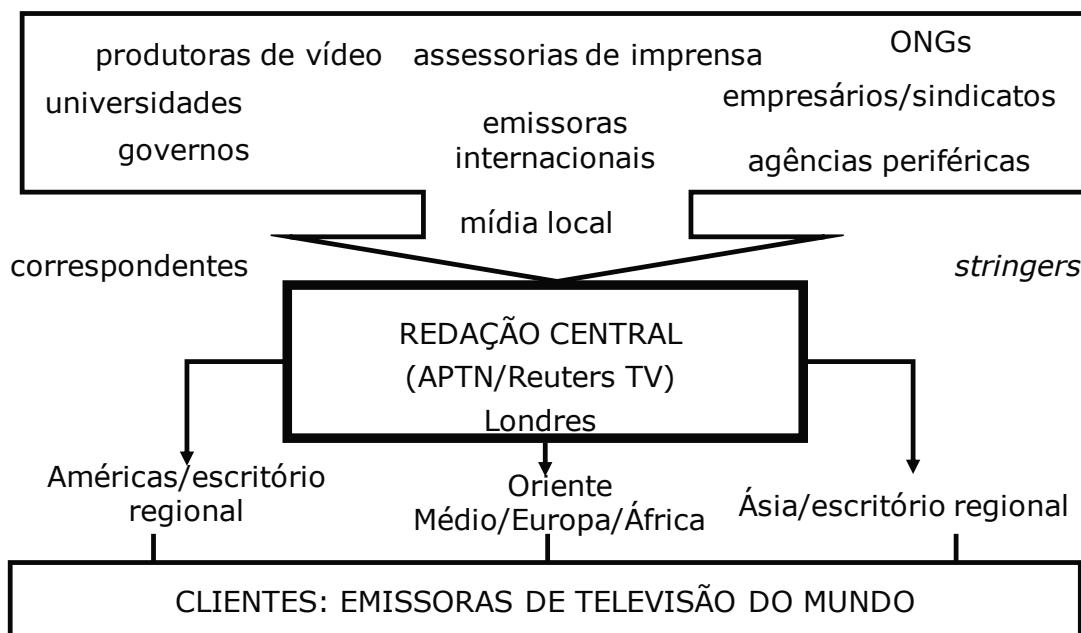 produtoras de vídeo
assessorias de imprensa
ONGs
universidades
empresários/sindicatos
governos
emissoras
internacionais
agências periféricas
mídia local
correspondentes
stringers
REDAÇÃO CENTRAL
(APTN/Reuters TV)
Londres
Américas/escritório
regional
Oriente
Médio/Europa/África
Ásia/escritório regional
CLIENTES: EMISSORAS DE TELEVISÃO DO MUNDO